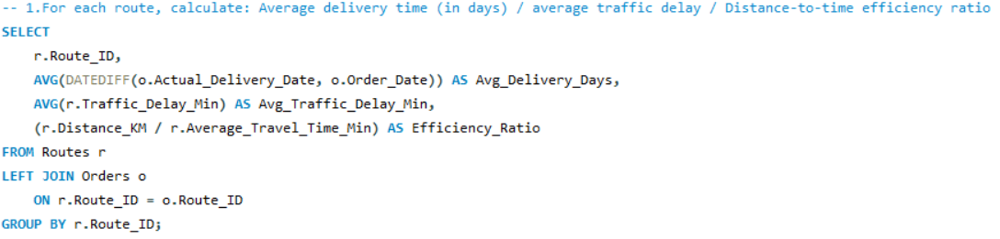 -- 1.For each route, calculate: Average delivery time (in days) / average traffic delay / Distance-to-time efficiency ratio
SELECT
    r.Route_ID,
    AVG(DATEDIFF(o.Actual_Delivery_Date, o.Order_Date)) AS Avg_Delivery_Days,
    AVG(r.Traffic_Delay_Min) AS Avg_Traffic_Delay_Min,
    (r.Distance_KM / r.Average_Travel_Time_Min) AS Efficiency_Ratio
FROM Routes r
LEFT JOIN Orders o
    ON r.Route_ID = o.Route_ID
GROUP BY r.Route_ID;